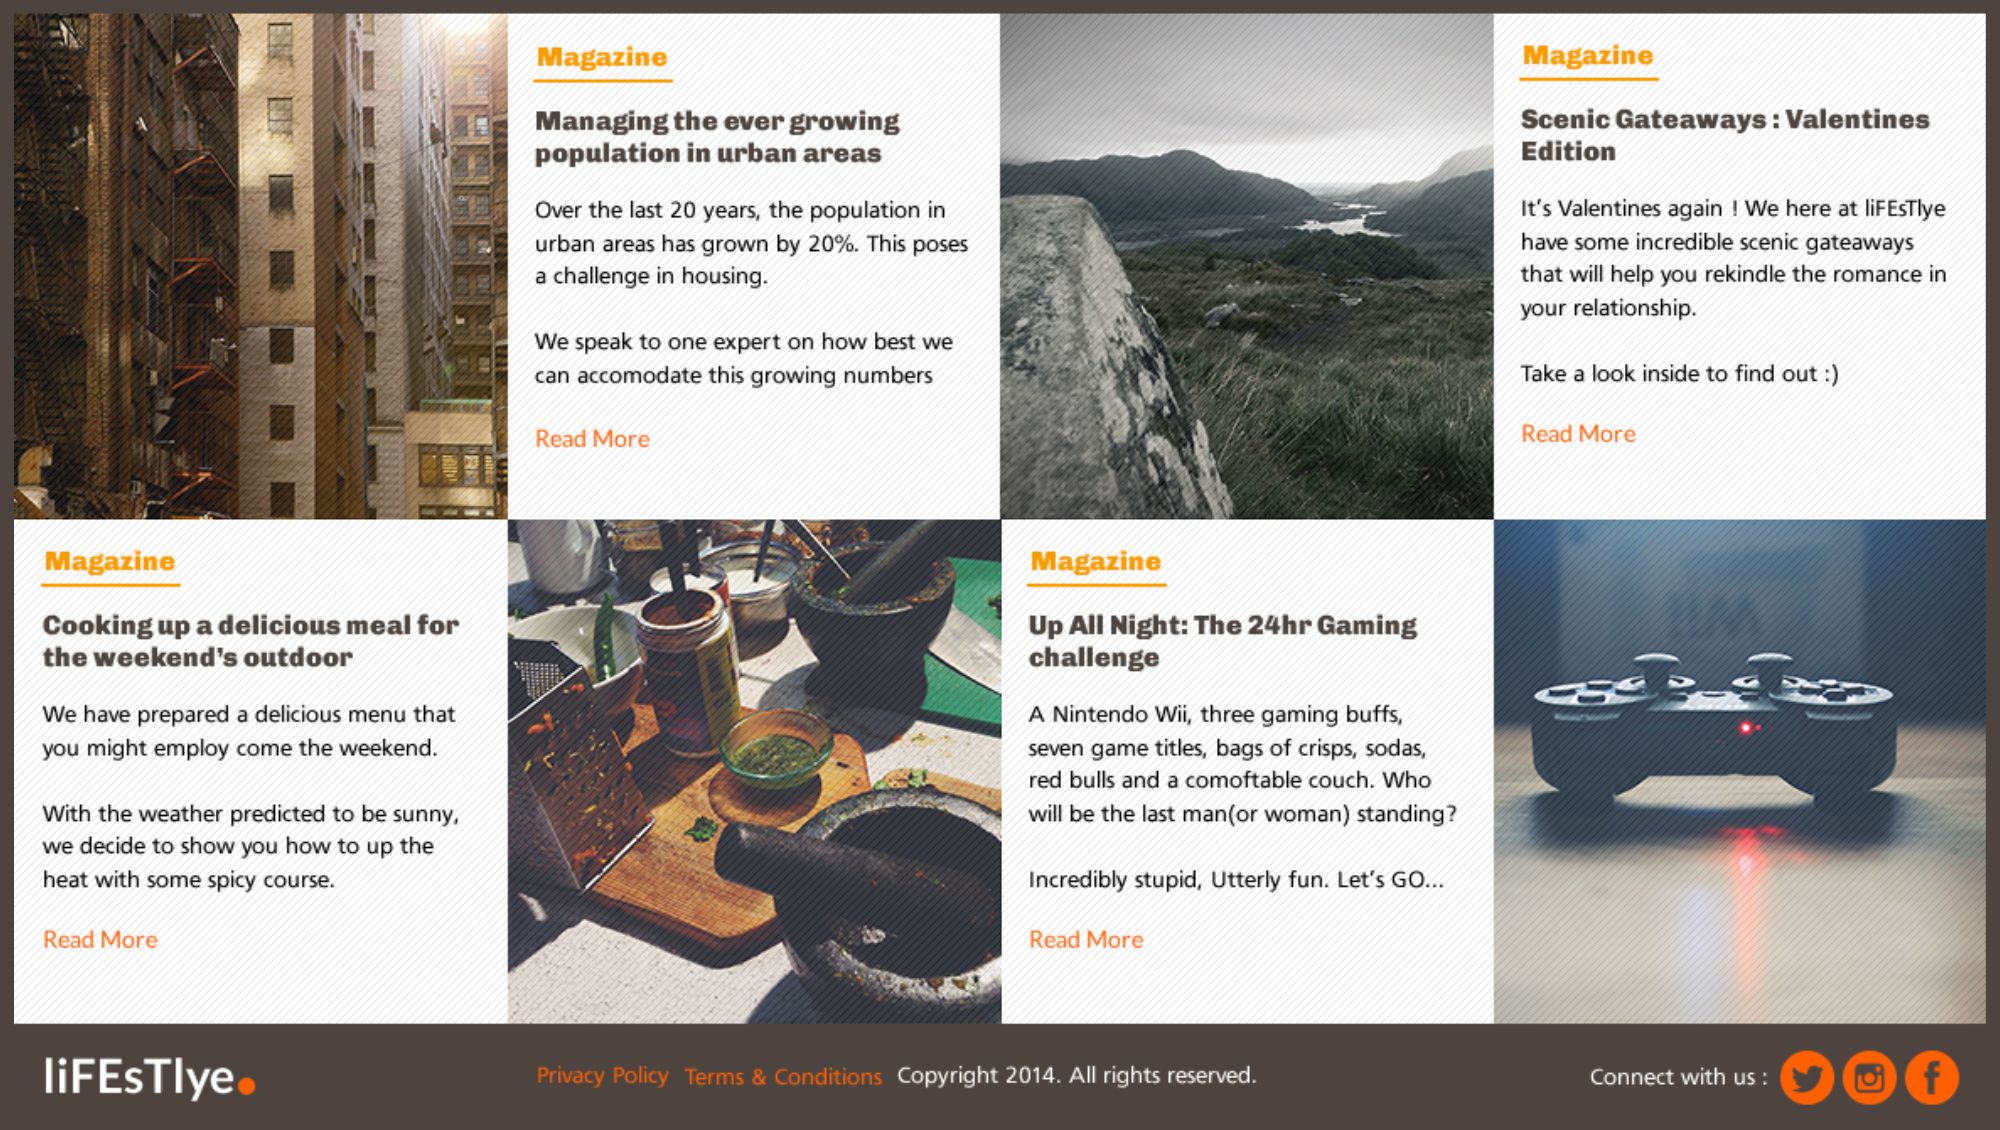 Magazine
Managing the ever growing
population in urban areas
Over the last 20 years, the population in
urban areas has grown by 20%. This poses
a challenge in housing.
We speak to one expert on how best we
can accomodate this growing numbers
Read More
Magazine
Scenic Gateaways : Valentines
Edition
It's Valentines again ! We here at liFEsTlye
have some incredible scenic gateaways
that will help you rekindle the romance in
your relationship.
Take a look inside to find out :)
Read More
Magazine
Cooking up a delicious meal for
the weekend's outdoor
We have prepared a delicious menu that
you might employ come the weekend.
With the weather predicted to be sunny,
we decide to show you how to up the
heat with some spicy course.
Read More
Magazine
Up All Night: The 24hr Gaming
challenge
A Nintendo Wii, three gaming buffs,
seven game titles, bags of crisps, sodas,
red bulls and a comoftable couch. Who
will be the last man(or woman) standing?
Incredibly stupid, Utterly fun. Let's GO...
Read More
liFEsTlye.
Privacy Policy Terms & Conditions Copyright 2014. All rights reserved.
Connect with us :